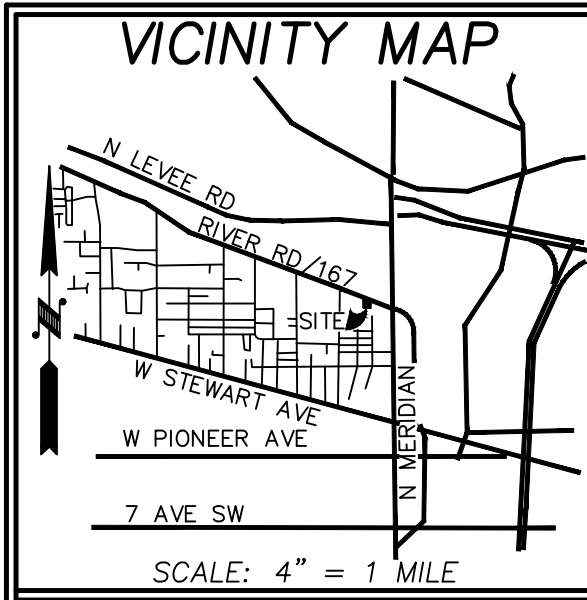 VICINITY MAP
N LEVEE RD
RIVER RD/167
SITE
W STEWART AVE
N MERIDIAN
W PIONEER AVE
7 AVE SW
SCALE: 4" = 1 MILE